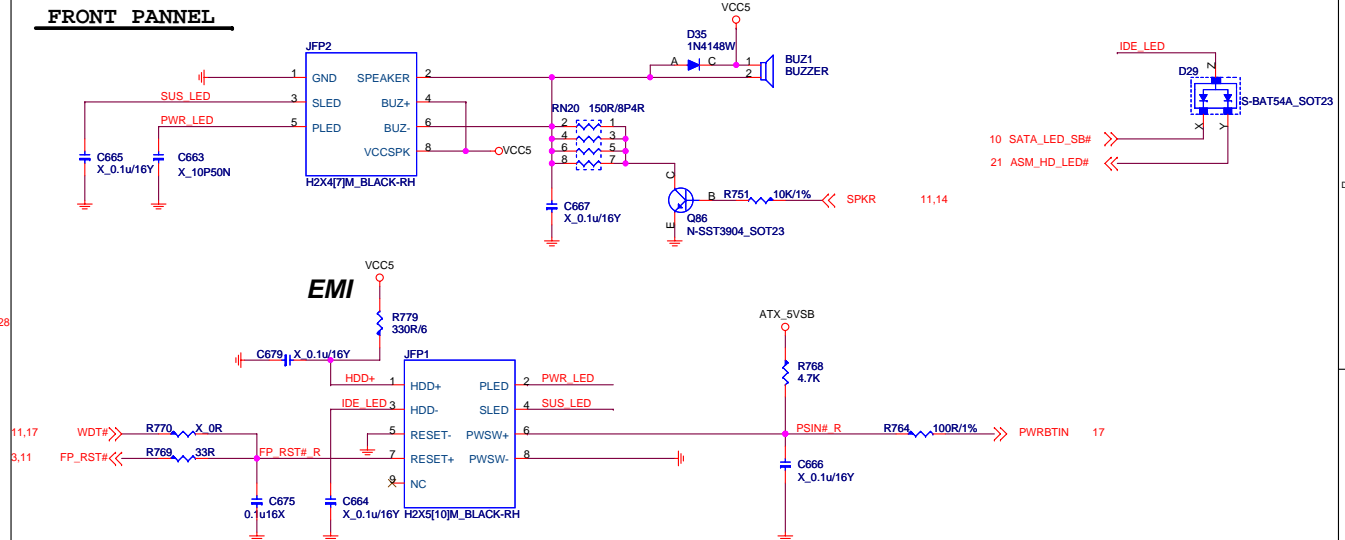 FRONT PANNEL
VCC5
D35
1N4148W
A C
1
2
BUZ1
BUZZER
JFP2
1 GND SPEAKER 2
SUS_LED 3 SLED BUZ+ 4
PWR_LED 5 PLED BUZ- 6
VCCSPK 8 VCC5
H2X4[7]M_BLACK-RH
C665
X_0.1u/16Y
C663
X_10P50N
RN20 150R/8P4R
2 1
4 3
6 5
8 7
C667
X_0.1u/16Y
C
B
E
Q86
N-SST3904_SOT23
R751 10K/1%
SPKR 11,14
IDE_LED
Z
D29
S-BAT54A_SOT23
X Y
10 SATA_LED_SB#
21 ASM_HD_LED#
D
EMI
VCC5
R779
330R/6
28
C679 X_0.1u/16Y
JFP1
HDD+ 1 HDD+ PLED 2 PWR_LED
IDE_LED 3 HDD- SLED 4 SUS_LED
5 RESET- PWSW+ 6
7 RESET+ PWSW- 8
9 NC
H2X5[10]M_BLACK-RH
11,17 WDT# R770 X_0R
3,11 FP_RST# R769 33R FP_RST#_R
C675
0.1u16X
C664
X_0.1u/16Y
ATX_5VSB
R768
4.7K
PSIN#_R R764 100R/1% PWRBTIN 17
C666
X_0.1u/16Y